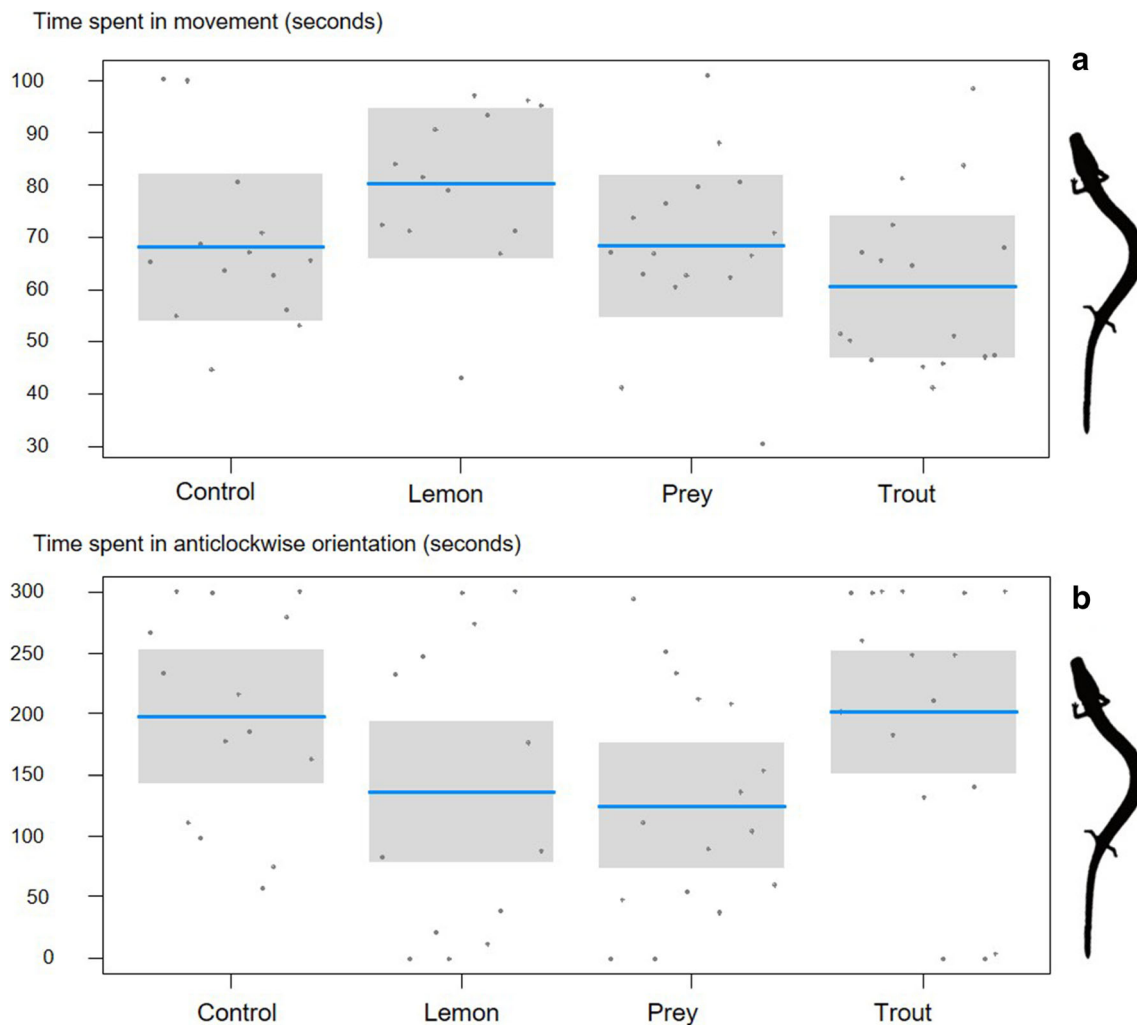 Time spent in movement (seconds)
a
100
90
80
70
60
50
40
30
Control Lemon Prey Trout
Time spent in anticlockwise orientation (seconds)
b
300
250
200
150
100
50
0
Control Lemon Prey Trout